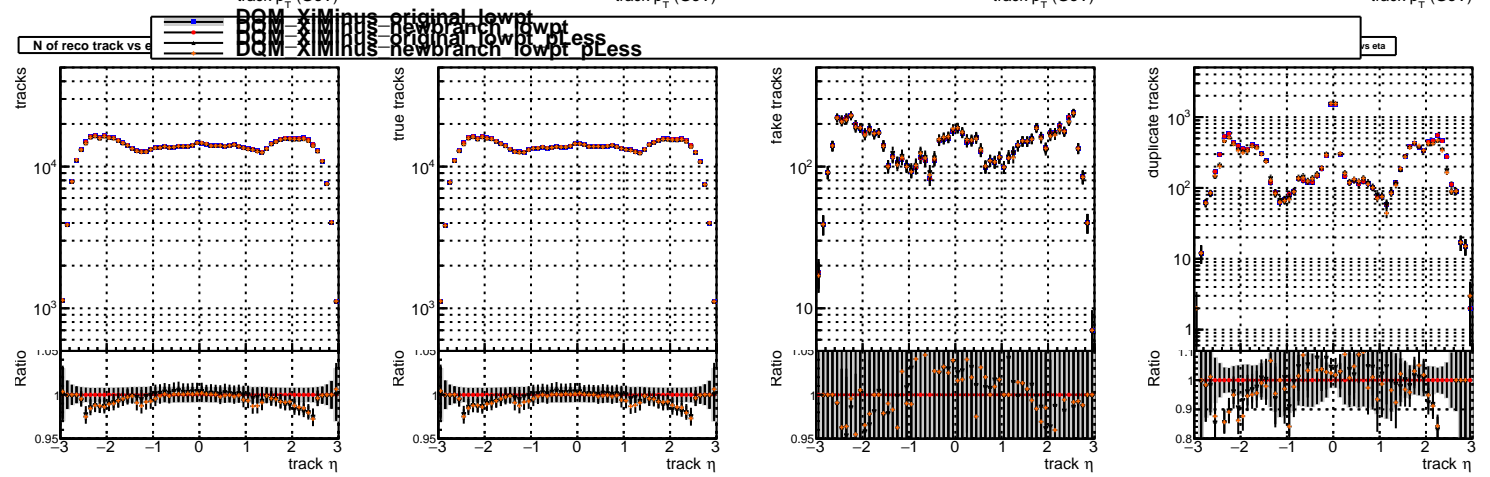 track p_T (GeV) track p_T (GeV) track p_T (GeV) track p_T (GeV)
DQM_XiMinus_original_lowpt
DQM_XiMinus_newbranch_lowpt
DQM_XiMinus_original_lowpt_pLess
DQM_XiMinus_newbranch_lowpt_pLess
N of reco track vs e
vs eta
tracks
10^4
10^3
Ratio
1.05
1
0.95
−3 −2 −1 0 1 2 3
track η
true tracks
10^4
10^3
Ratio
1.05
1
0.95
−3 −2 −1 0 1 2 3
track η
fake tracks
10^2
10
Ratio
1.05
1
0.95
−3 −2 −1 0 1 2 3
track η
duplicate tracks
10^3
10^2
10
1
Ratio
1.1
1
0.9
0.8
−3 −2 −1 0 1 2 3
track η